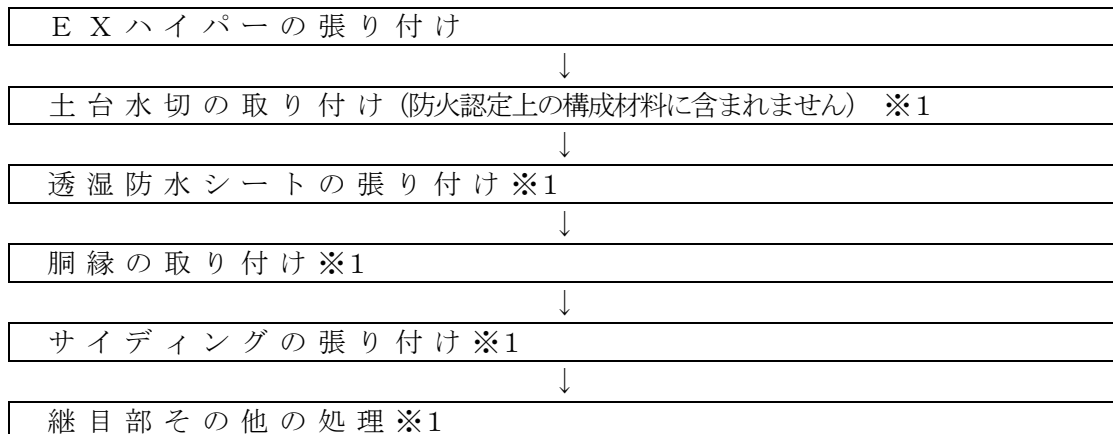 ＥＸハイパーの張り付け
↓
土台水切の取り付け(防火認定上の構成材料に含まれません) ※1
↓
透湿防水シートの張り付け※1
↓
胴縁の取り付け※1
↓
サイディングの張り付け※1
↓
継目部その他の処理※1